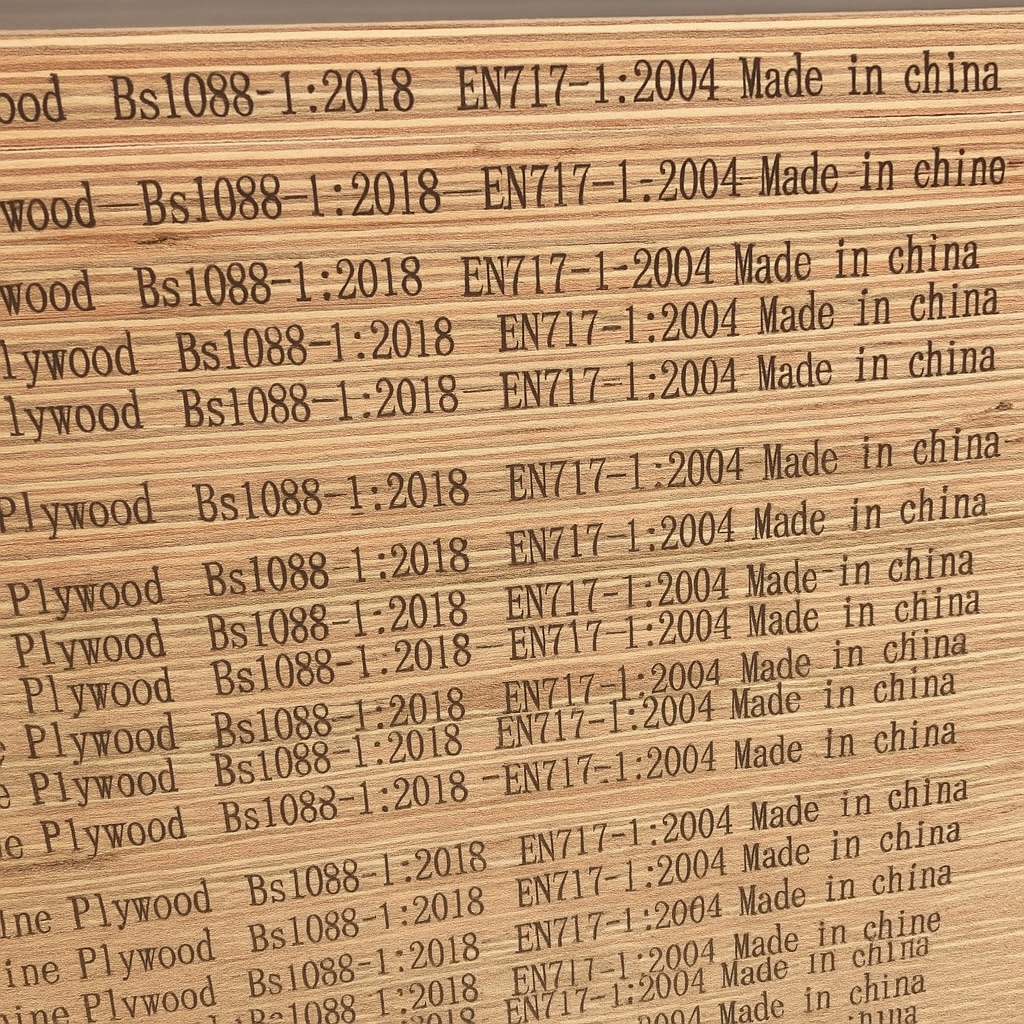 ood Bs1088-1:2018 EN717-1:2004 Made in china
wood Bs1088-1:2018 EN717-1-2004 Made in chine
wood Bs1088-1:2018 EN717-1-2004 Made in china
lywood Bs1088-1:2018 EN717-1:2004 Made in china
lywood Bs1088-1:2018 EN717-1:2004 Made in china
Plywood Bs1088-1:2018 EN717-1:2004 Made in china
Plywood Bs1088-1:2018 EN717-1:2004 Made in china
Plywood Bs1088-1:2018 EN717-1:2004 Made in china
Plywood Bs1088-1:2018 EN717-1:2004 Made in china
e Plywood Bs1088-1:2018 EN717-1:2004 Made in china
e Plywood Bs1088-1:2018 EN717-1:2004 Made in china
ne Plywood Bs1088-1:2018 EN717-1:2004 Made in china
ine Plywood Bs1088-1:2018 EN717-1:2004 Made in china
ine Plywood Bs1088-1:2018 EN717-1:2004 Made in china
ine Plywood Bs1088-1:2018 EN717-1:2004 Made in china
1:2018 EN717-1:2004 Made in chine
2018 EN717-1:2004 Made in china
2004 Made in china